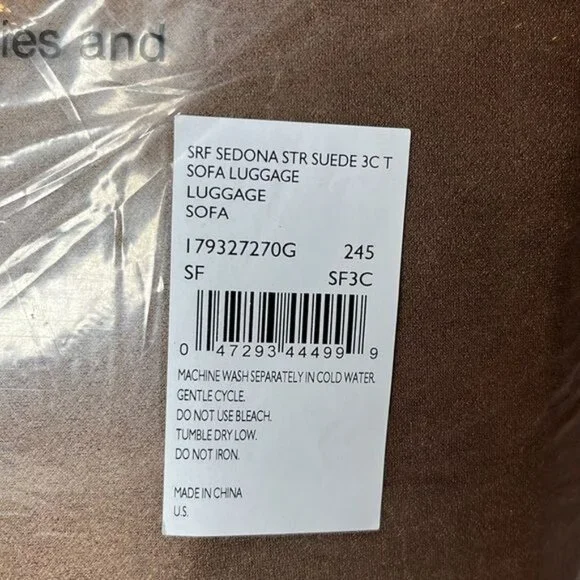 ies and
SRF SEDONA STR SUEDE 3C T
SOFA LUGGAGE
LUGGAGE
SOFA
179327270G 245
SF SF3C
0 47293 44499 9
MACHINE WASH SEPARATELY IN COLD WATER.
GENTLE CYCLE.
DO NOT USE BLEACH.
TUMBLE DRY LOW.
DO NOT IRON.
MADE IN CHINA
U.S.